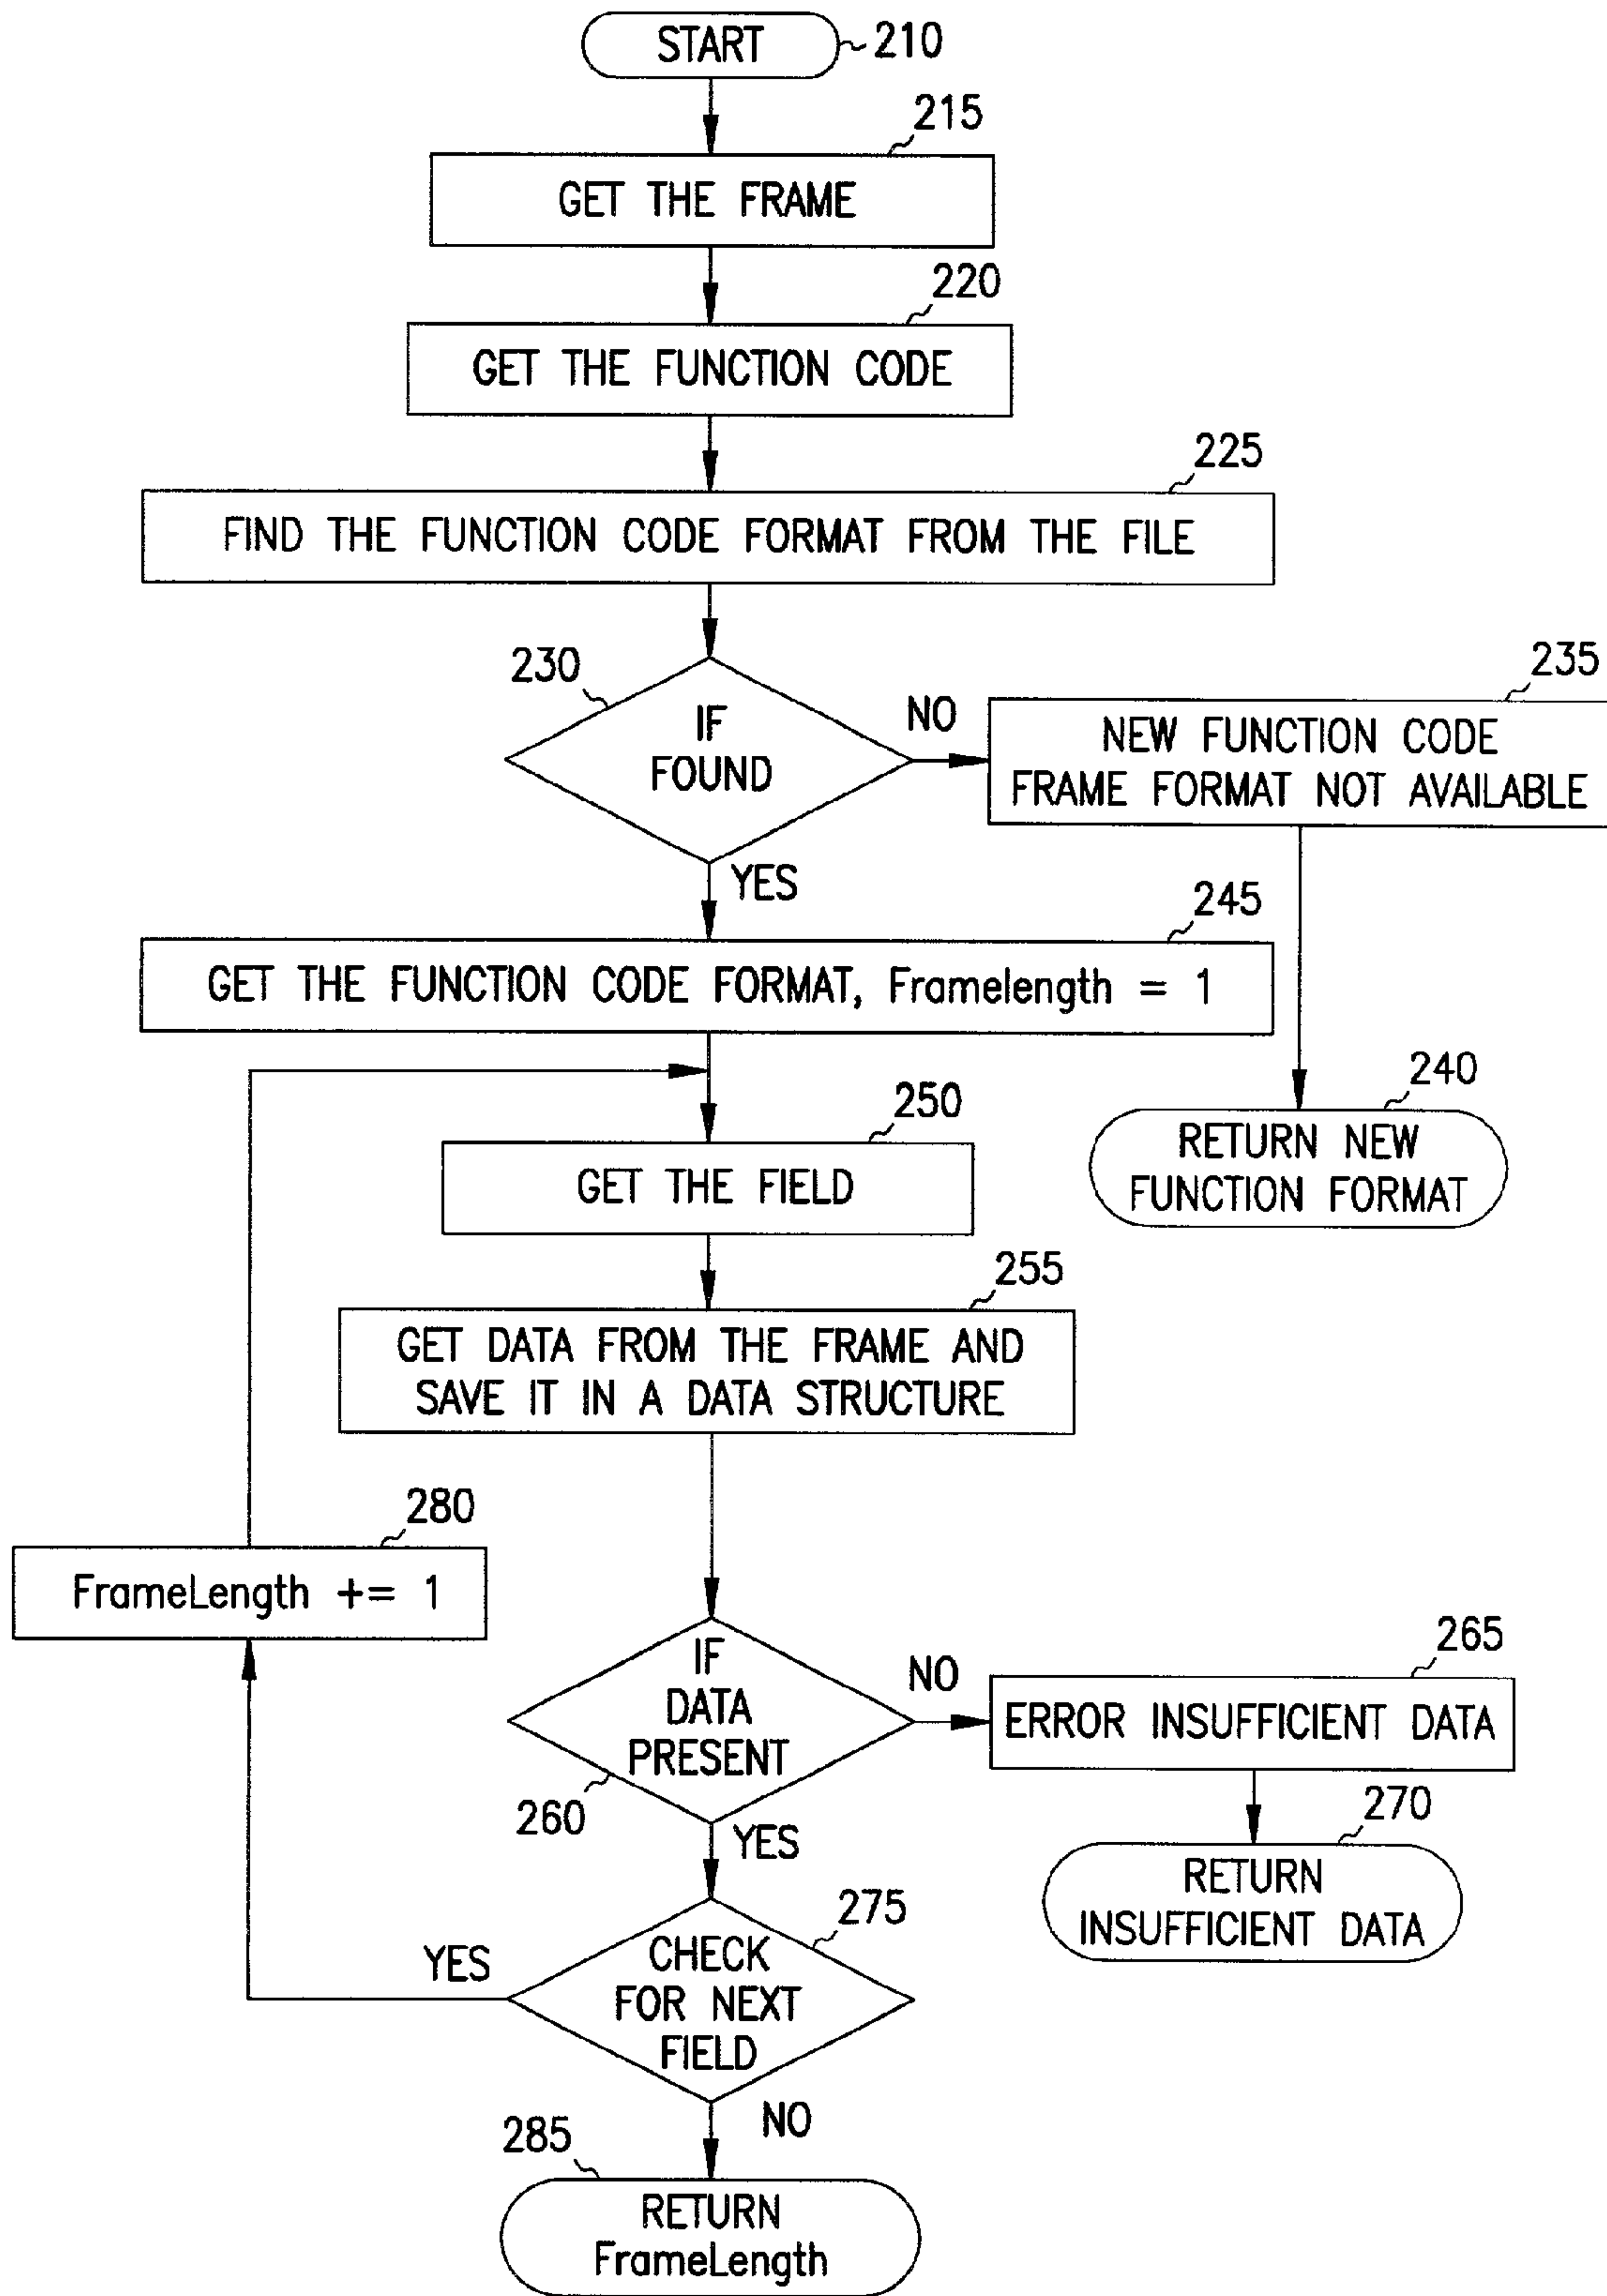 START
210
215
GET THE FRAME
220
GET THE FUNCTION CODE
225
FIND THE FUNCTION CODE FORMAT FROM THE FILE
230
IF
FOUND
NO
235
NEW FUNCTION CODE
FRAME FORMAT NOT AVAILABLE
YES
245
GET THE FUNCTION CODE FORMAT, Framelength = 1
240
RETURN NEW
FUNCTION FORMAT
250
GET THE FIELD
255
GET DATA FROM THE FRAME AND
SAVE IT IN A DATA STRUCTURE
280
FrameLength += 1
IF
DATA
PRESENT
260
NO
265
ERROR INSUFFICIENT DATA
270
RETURN
INSUFFICIENT DATA
YES
275
CHECK
FOR NEXT
FIELD
YES
NO
285
RETURN
FrameLength